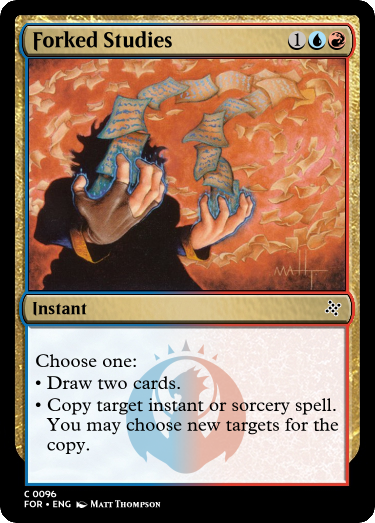 Forked Studies 1
Instant
Choose one:
• Draw two cards.
• Copy target instant or sorcery spell.
You may choose new targets for the
copy.
C 0096
FOR • ENG Matt Thompson